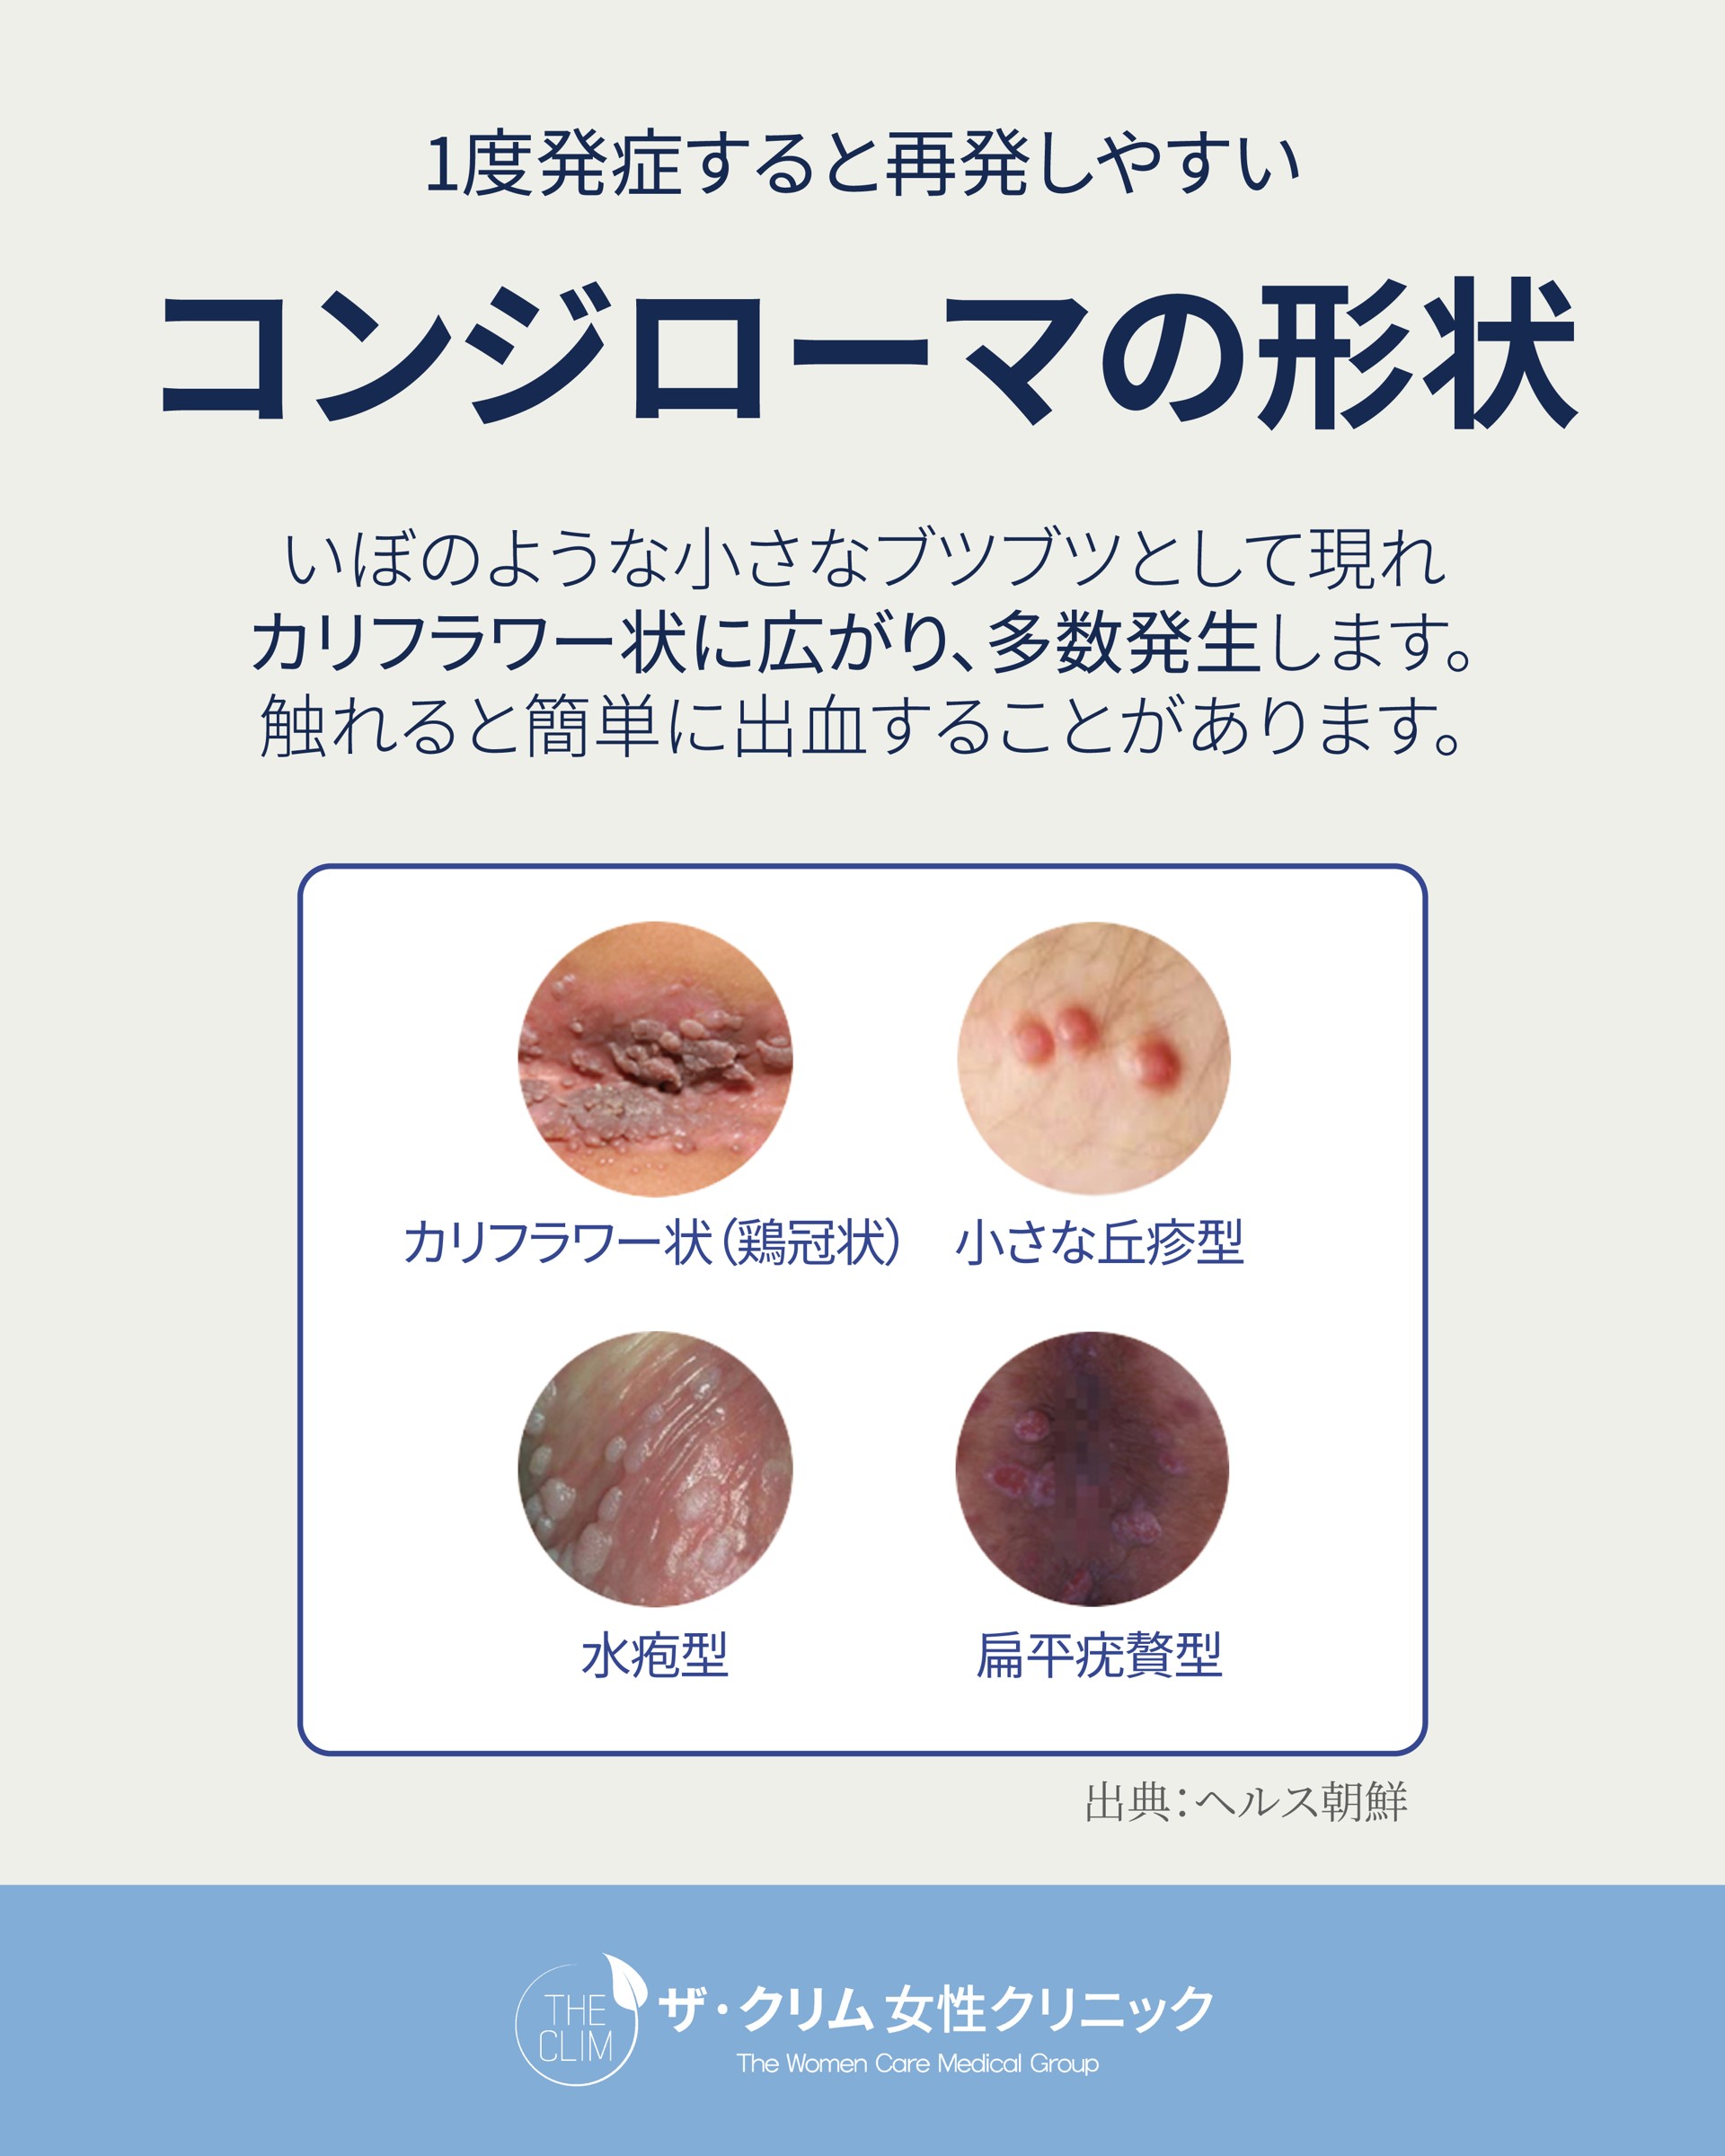 1度発症すると再発しやすい
コンジローマの形状
いぼのような小さなブツブツとして現れ
カリフラワー状に広がり、多数発生します。
触れると簡単に出血することがあります。
カリフラワー状（鶏冠状）
小さな丘疹型
水疱型
扁平疣贅型
出典：ヘルス朝鮮
THE
CLIM
ザ・クリム 女性クリニック
The Women Care Medical Group